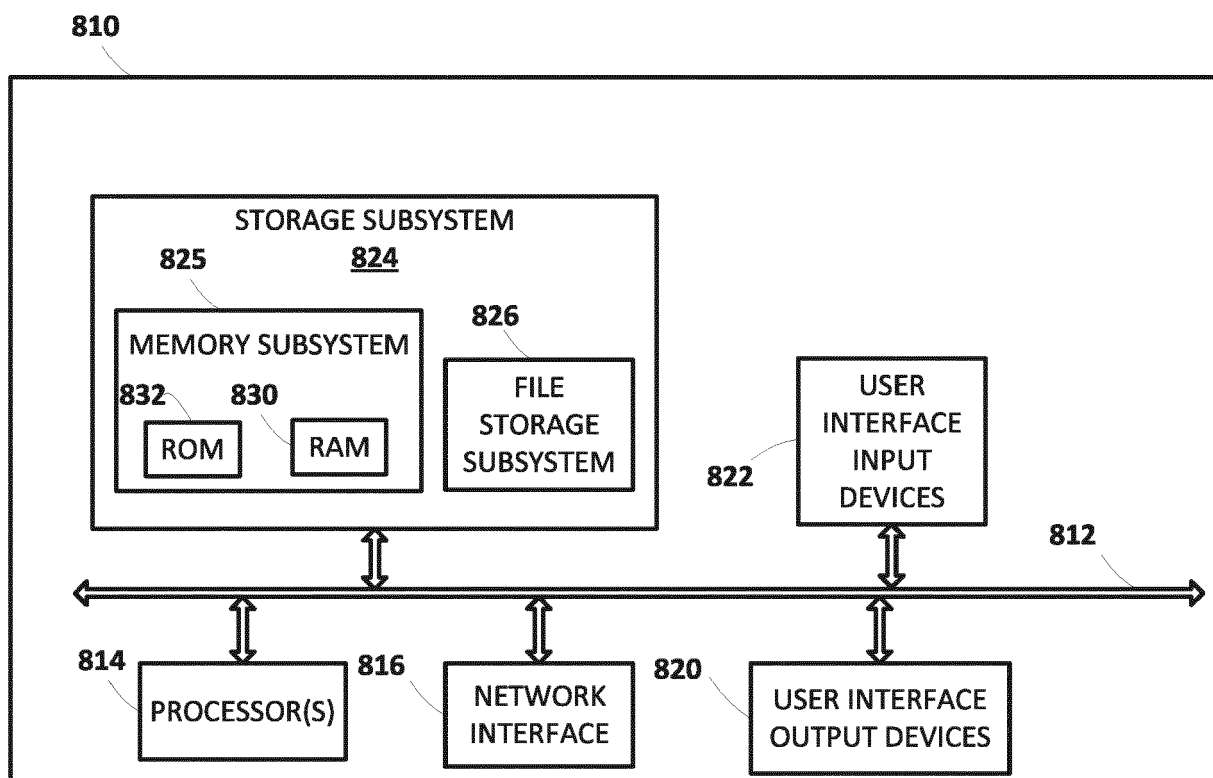 810
STORAGE SUBSYSTEM
824
825
MEMORY SUBSYSTEM
832
830
ROM
RAM
826
FILE
STORAGE
SUBSYSTEM
USER
INTERFACE
INPUT
DEVICES
822
812
814
PROCESSOR(S)
816
NETWORK
INTERFACE
820
USER INTERFACE
OUTPUT DEVICES